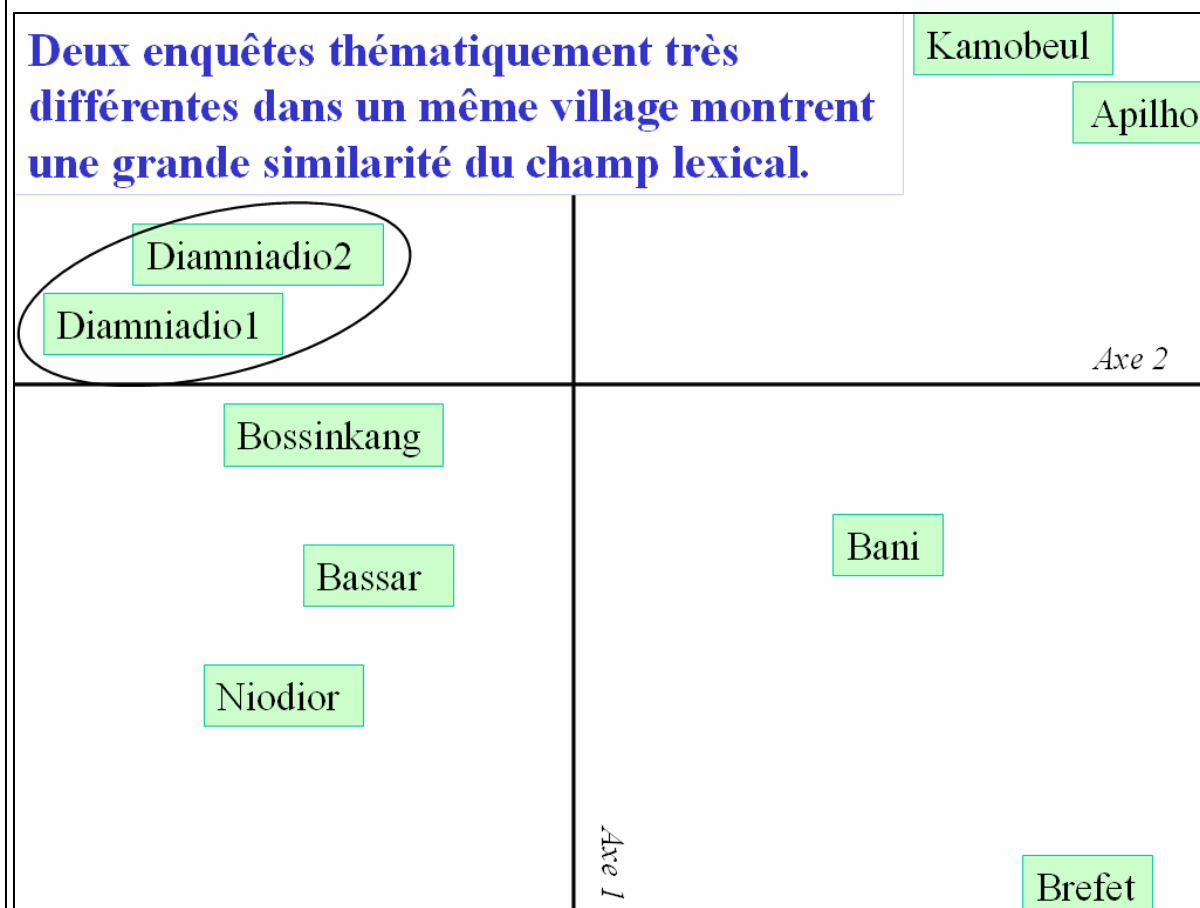 Deux enquêtes thématiquement très
différentes dans un même village montrent
une grande similarité du champ lexical.
Kamobeul
Apilho
Diamniadio2
Diamniadio1
Axe 2
Bossinkang
Bani
Bassar
Niodior
Axe 1
Brefet